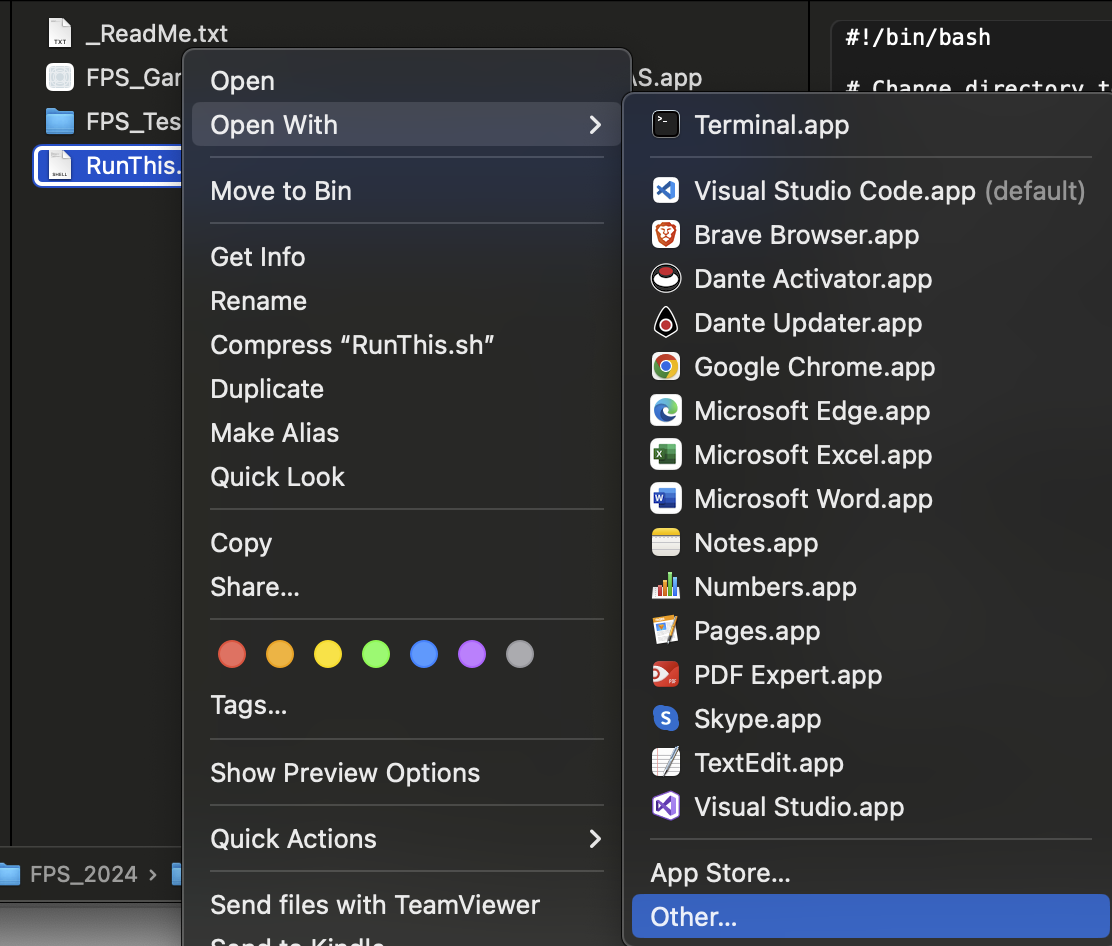 _ReadMe.txt
FPS_Gar
AS.app
FPS_Tes
RunThis.
#!/bin/bash
# Change directory t
Open
Open With
Move to Bin
Get Info
Rename
Compress “RunThis.sh”
Duplicate
Make Alias
Quick Look
Copy
Share...
Tags...
Show Preview Options
Quick Actions
Send files with TeamViewer
Send to Kindle
Terminal.app
Visual Studio Code.app (default)
Brave Browser.app
Dante Activator.app
Dante Updater.app
Google Chrome.app
Microsoft Edge.app
Microsoft Excel.app
Microsoft Word.app
Notes.app
Numbers.app
Pages.app
PDF Expert.app
Skype.app
TextEdit.app
Visual Studio.app
App Store...
Other...
FPS_2024